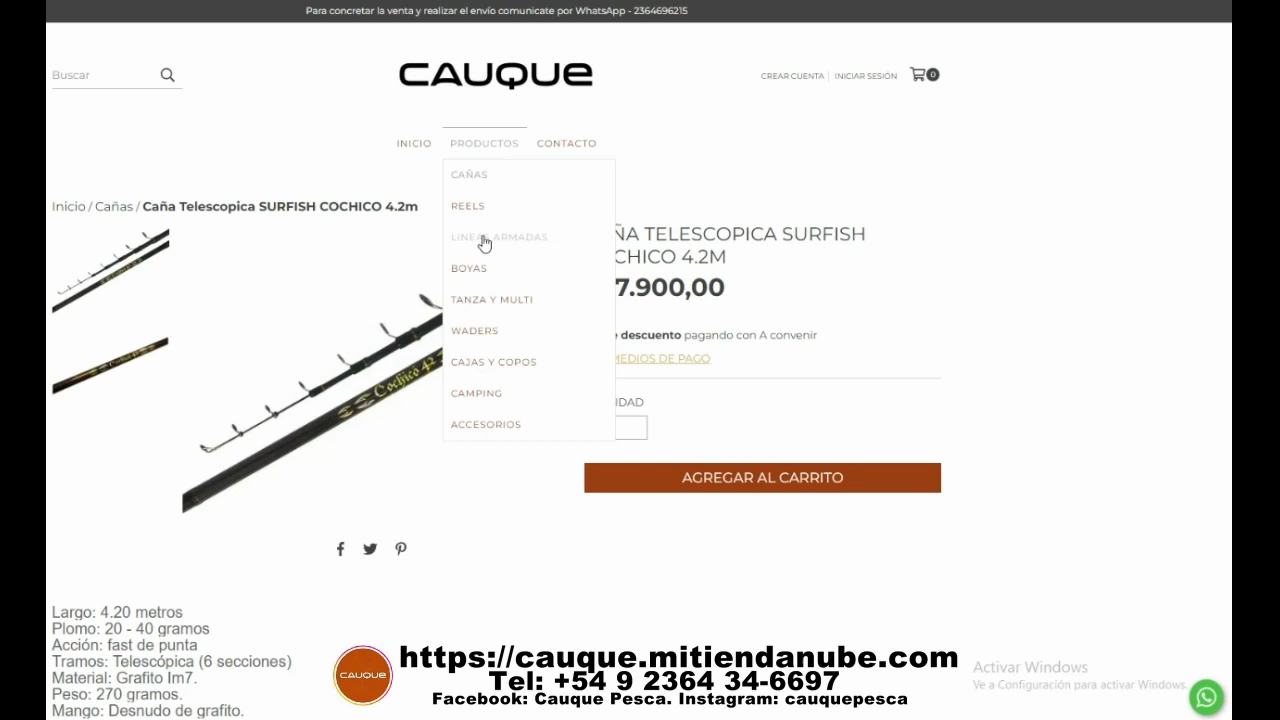 Para concretar la venta y realizar el envío comunicate por WhatsApp - 2364696215
Buscar
CAUQUE
CREAR CUENTA | INICIAR SESIÓN
0
INICIO PRODUCTOS CONTACTO
CAÑAS
REELS
LINEAS ARMADAS
BOYAS
TANZA Y MULTI
WADERS
CAJAS Y COPOS
CAMPING
ACCESORIOS
Inicio / Cañas / Caña Telescopica SURFISH COCHICO 4.2m
ÑA TELESCOPICA SURFISH
CHICO 4.2M
7.900,00
descuento pagando con A convenir
MEDIOS DE PAGO
IDAD
AGREGAR AL CARRITO
Cochico 42
Largo: 4.20 metros
Plomo: 20 - 40 gramos
Acción: fast de punta
Tramos: Telescópica (6 secciones)
Material: Grafito Im7.
Peso: 270 gramos.
Mango: Desnudo de grafito.
CAUQUE
https://cauque.mitiendanube.com
Tel: +54 9 2364 34-6697
Facebook: Cauque Pesca. Instagram: cauquepesca
Activar Windows
Ve a Configuración para activar Windows.